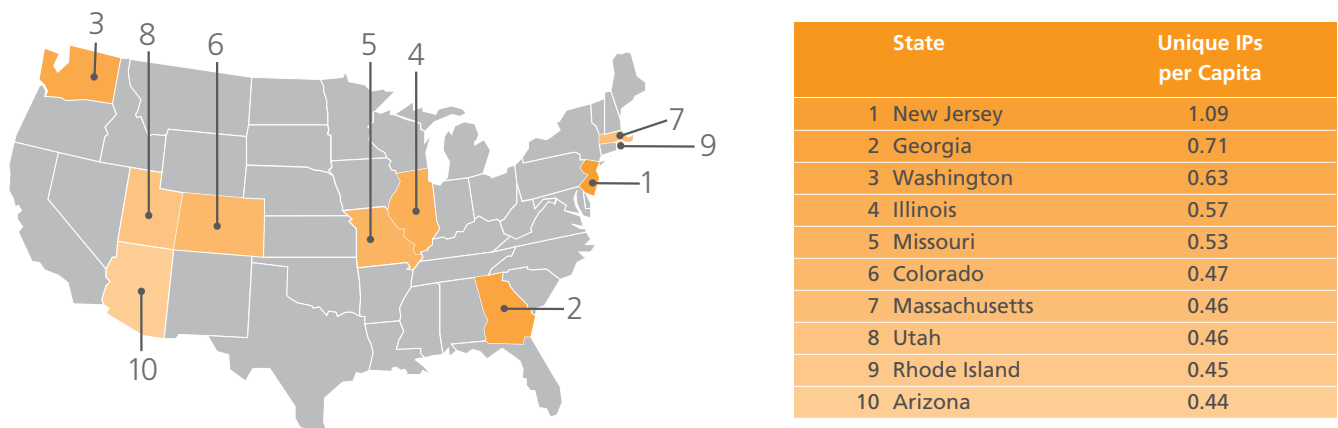 3
8
6
5
4
7
9
1
2
10
State Unique IPs
per Capita
1 New Jersey 1.09
2 Georgia 0.71
3 Washington 0.63
4 Illinois 0.57
5 Missouri 0.53
6 Colorado 0.47
7 Massachusetts 0.46
8 Utah 0.46
9 Rhode Island 0.45
10 Arizona 0.44